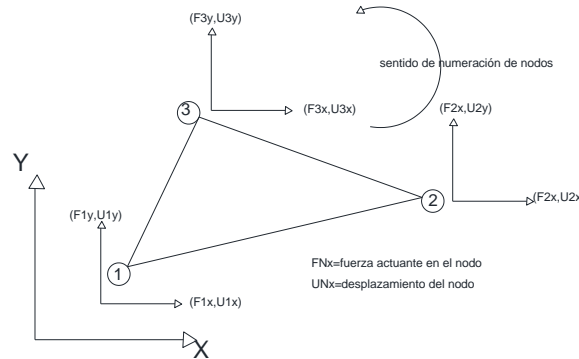 (F3y,U3y)
sentido de numeración de nodos
3
(F3x,U3x)
(F2x,U2y)
Y
2
(F2x,U2x
(F1y,U1y)
1
FNx=fuerza actuante en el nodo
UNx=desplazamiento del nodo
(F1x,U1x)
X